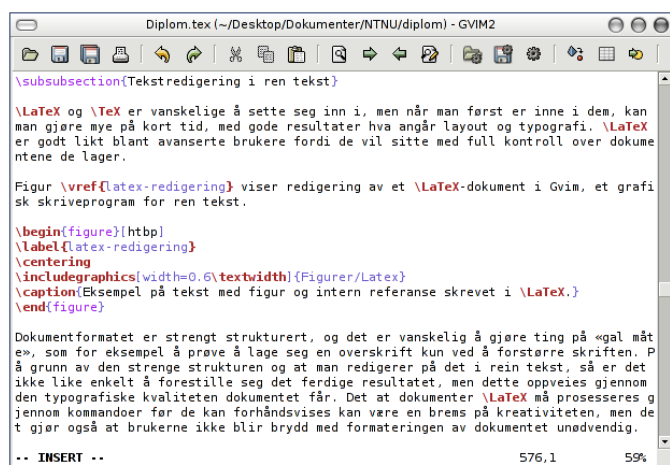 Diplom.tex (~/Desktop/Dokumenter/NTNU/diplom) - GVIM2
\subsubsection{Tekstredigering i ren tekst}
\LaTeX og \TeX er vanskelige å sette seg inn i, men når man først er inne i dem, kan
man gjøre mye på kort tid, med gode resultater hva angår layout og typografi. \LaTeX
er godt likt blant avanserte brukere fordi de vil sitte med full kontroll over dokume
ntene de lager.
Figur \vref{latex-redigering} viser redigering av et \LaTeX-dokument i Gvim, et grafi
sk skriveprogram for ren tekst.
\begin{figure}[htbp]
\label{latex-redigering}
\centering
\includegraphics[width=0.6\textwidth]{Figurer/Latex}
\caption{Eksempel på tekst med figur og intern referanse skrevet i \LaTeX.}
\end{figure}
Dokumentformatet er strengt strukturert, og det er vanskelig å gjøre ting på «gal måt
e», som for eksempel å prøve å lage seg en overskrift kun ved å forstørre skriften. P
å grunn av den strenge strukturen og at man redigerer på det i rein tekst, så er det
ikke like enkelt å forestille seg det ferdige resultatet, men dette oppveies gjennom
den typografiske kvaliteten dokumentet får. Det at dokumenter \LaTeX må prosesseres g
jennom kommandoer før de kan forhåndsvises kan være en brems på kreativiteten, men de
t gjør også at brukerne ikke blir brydd med formateringen av dokumentet unødvendig.
-- INSERT -- 576,1 59%